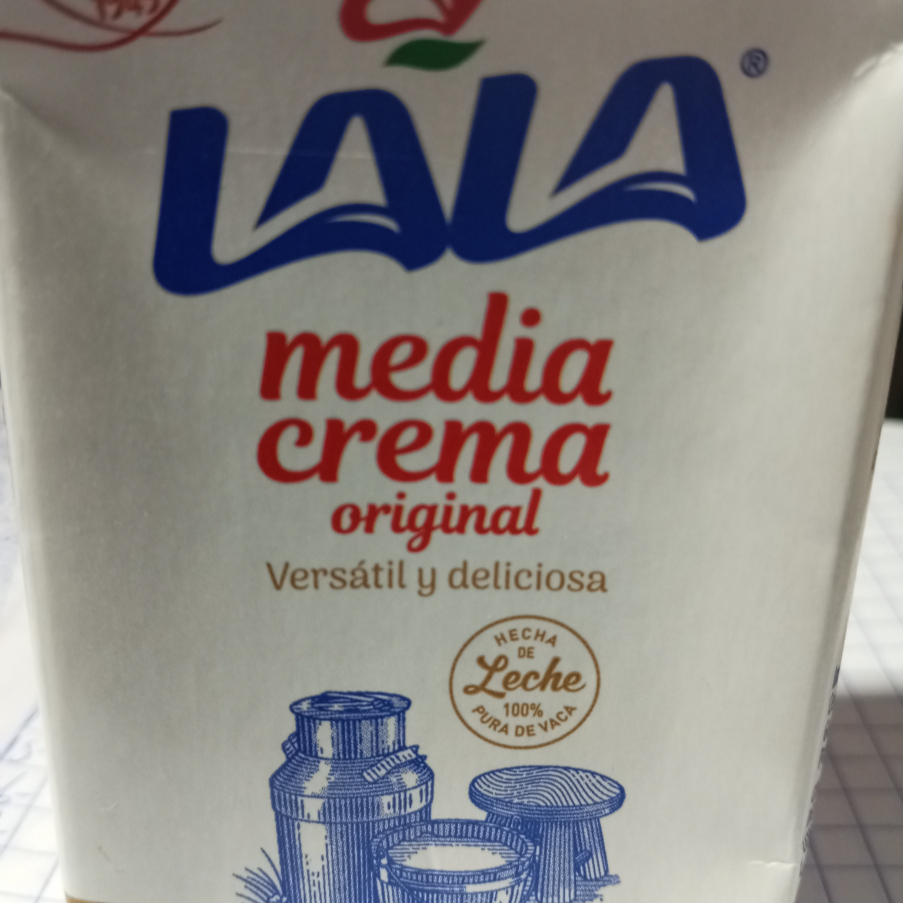 LALA®
media
crema
original
Versátil y deliciosa
HECHA
DE
Leche
100%
PURA DE VACA